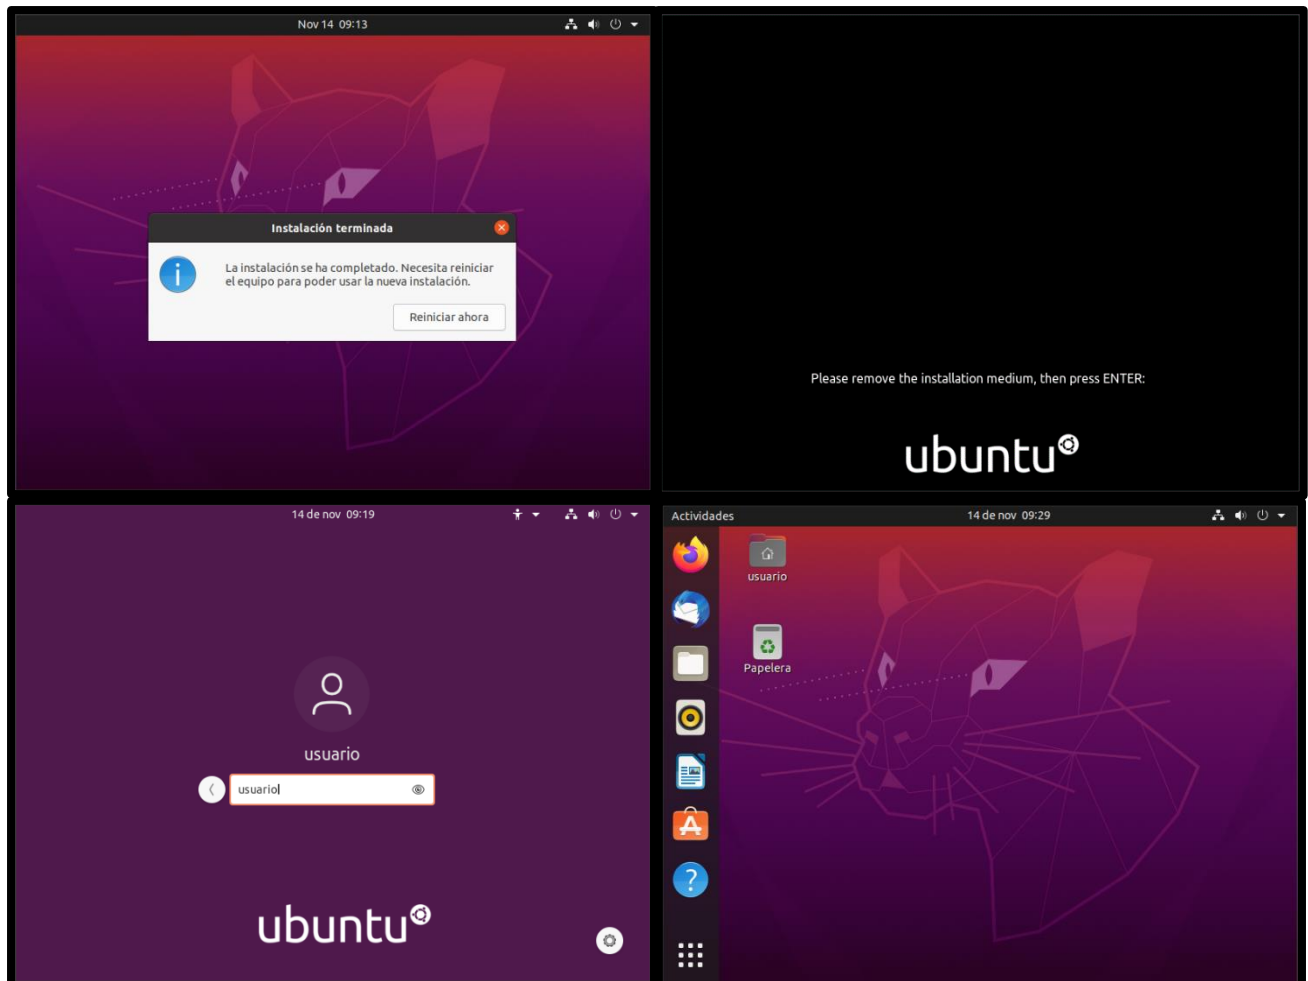 Nov 14 09:13
Instalación terminada
La instalación se ha completado. Necesita reiniciar
el equipo para poder usar la nueva instalación.
Reiniciar ahora
Please remove the installation medium, then press ENTER:
ubuntu
14 de nov 09:19
usuario
usuario
ubuntu
Actividades
14 de nov 09:29
usuario
Papelera